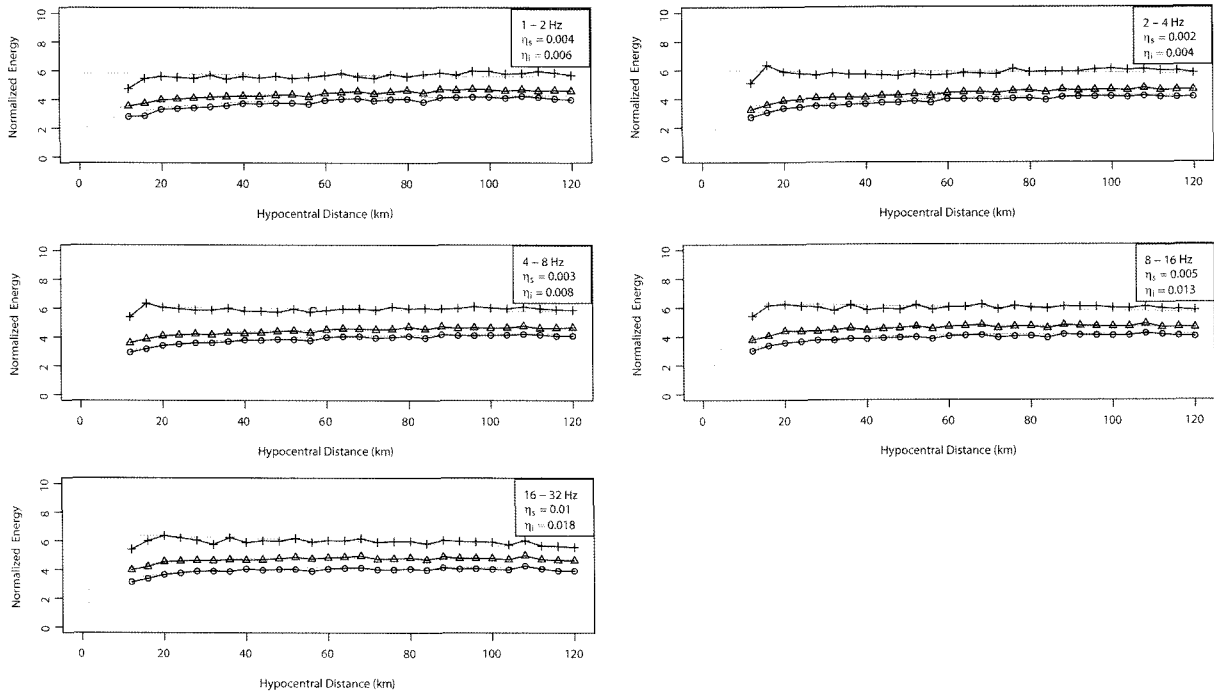 Normalized Energy
10
8
6
4
2
0
0
20
40
60
80
100
120
Hypocentral Distance (km)
1 – 2 Hz
ηs = 0.004
ηi = 0.006
Normalized Energy
10
8
6
4
2
0
0
20
40
60
80
100
120
Hypocentral Distance (km)
2 – 4 Hz
ηs = 0.002
ηi = 0.004
Normalized Energy
10
8
6
4
2
0
0
20
40
60
80
100
120
Hypocentral Distance (km)
4 – 8 Hz
ηs = 0.003
ηi = 0.008
Normalized Energy
10
8
6
4
2
0
0
20
40
60
80
100
120
Hypocentral Distance (km)
8 – 16 Hz
ηs = 0.005
ηi = 0.013
Normalized Energy
10
8
6
4
2
0
0
20
40
60
80
100
120
Hypocentral Distance (km)
16 – 32 Hz
ηs = 0.01
ηi = 0.018